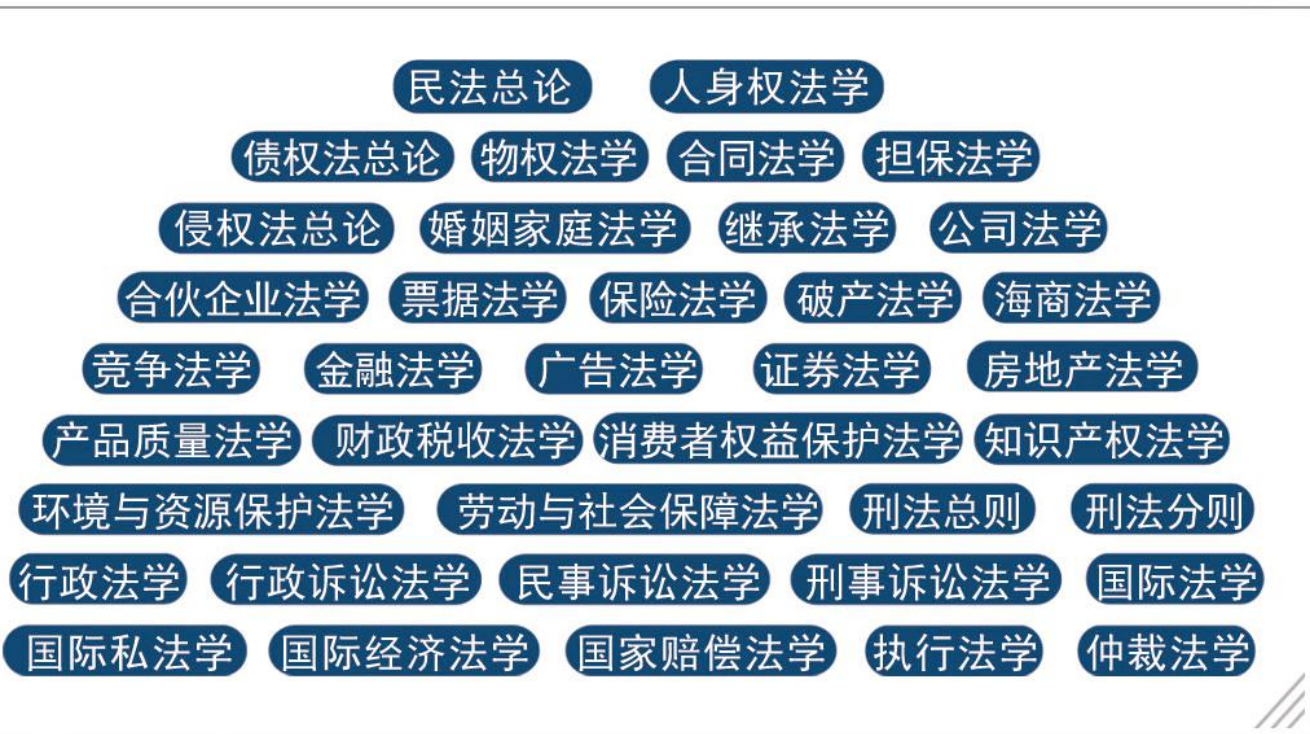 民法总论 人身权法学
债权法总论 物权法学 合同法学 担保法学
侵权法总论 婚姻家庭法学 继承法学 公司法学
合伙企业法学 票据法学 保险法学 破产法学 海商法学
竞争法学 金融法学 广告法学 证券法学 房地产法学
产品质量法学 财政税收法学 消费者权益保护法学 知识产权法学
环境与资源保护法学 劳动与社会保障法学 刑法总则 刑法分则
行政法学 行政诉讼法学 民事诉讼法学 刑事诉讼法学 国际法学
国际私法学 国际经济法学 国家赔偿法学 执行法学 仲裁法学